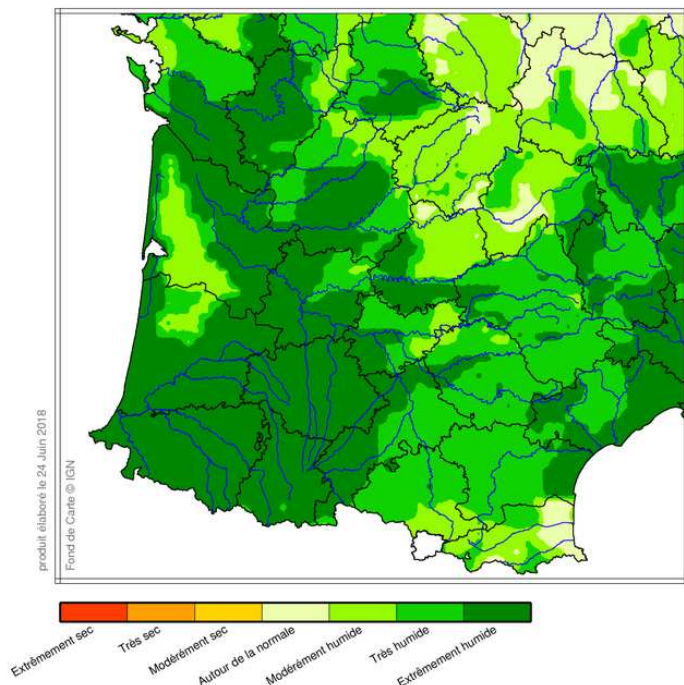 produit élaboré le 24 Juin 2018
Fond de Carte © IGN
Extrêmement sec
Très sec
Modérément sec
Autour de la normale
Modérément humide
Très humide
Extrêmement humide